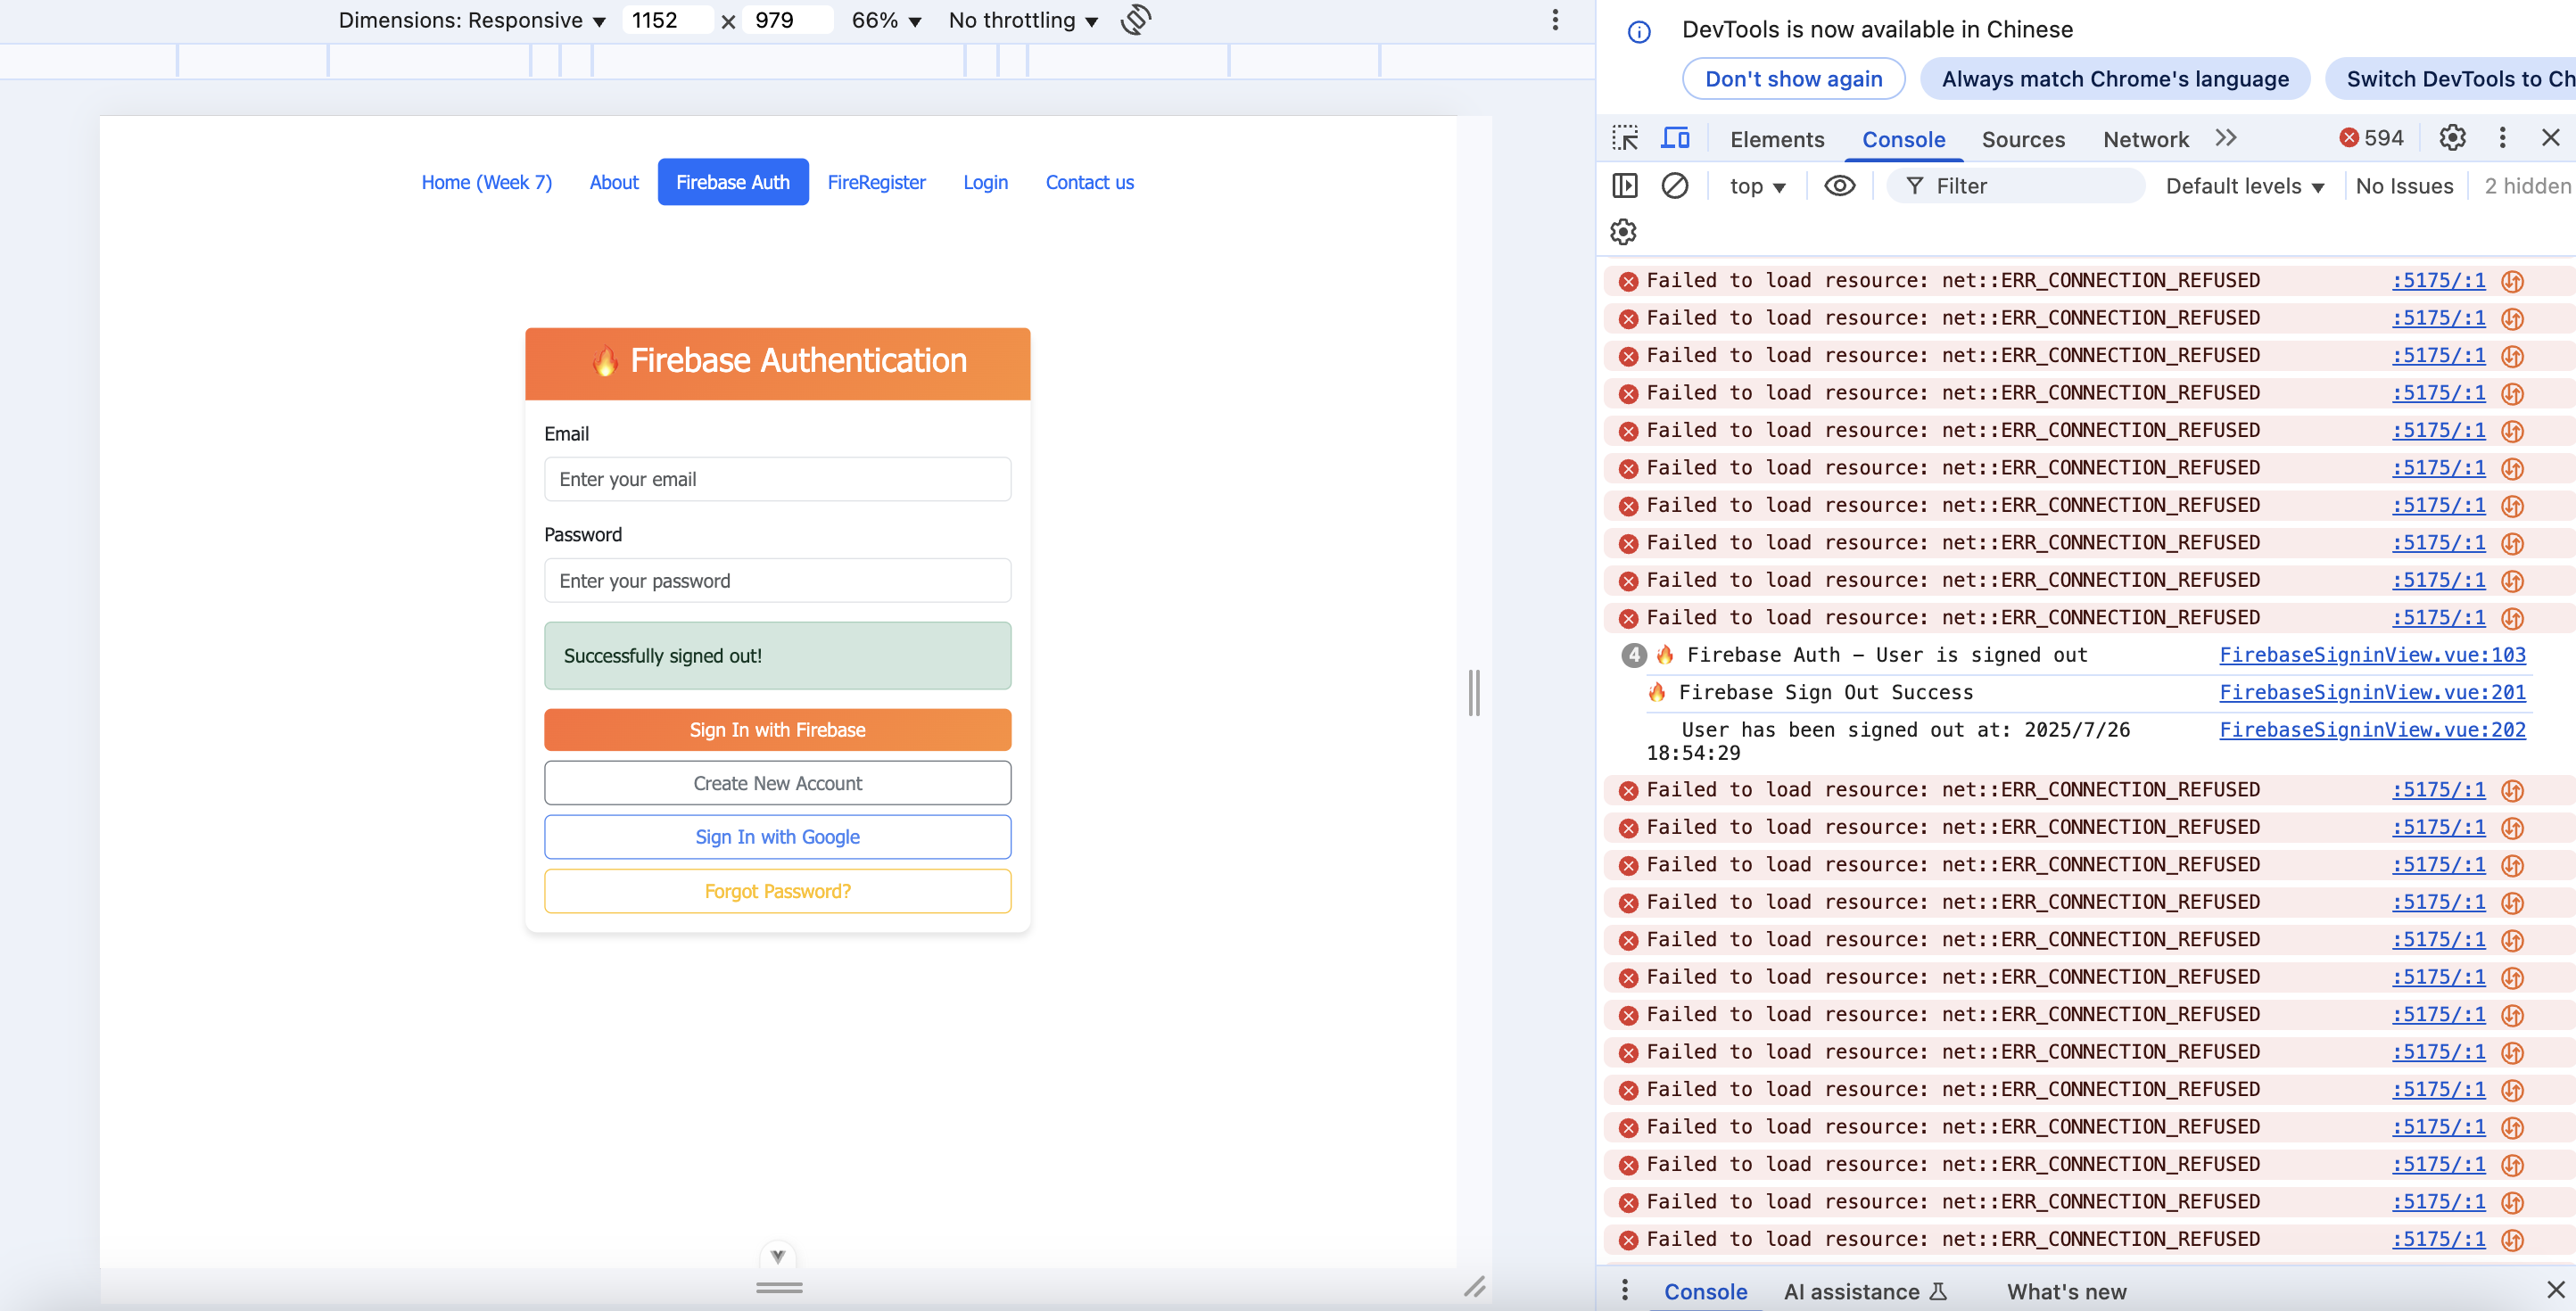 Dimensions: Responsive ▼ 1152 × 979 66% ▼ No throttling ▼
Home (Week 7) About Firebase Auth FireRegister Login Contact us
🔥 Firebase Authentication
Email
Enter your email
Password
Enter your password
Successfully signed out!
Sign In with Firebase
Create New Account
Sign In with Google
Forgot Password?
DevTools is now available in Chinese
Don't show again Always match Chrome's language Switch DevTools to Ch
Elements Console Sources Network 594
top ▼ Filter Default levels ▼ No Issues 2 hidden
Failed to load resource: net::ERR_CONNECTION_REFUSED :5175/:1
Failed to load resource: net::ERR_CONNECTION_REFUSED :5175/:1
Failed to load resource: net::ERR_CONNECTION_REFUSED :5175/:1
Failed to load resource: net::ERR_CONNECTION_REFUSED :5175/:1
Failed to load resource: net::ERR_CONNECTION_REFUSED :5175/:1
Failed to load resource: net::ERR_CONNECTION_REFUSED :5175/:1
Failed to load resource: net::ERR_CONNECTION_REFUSED :5175/:1
Failed to load resource: net::ERR_CONNECTION_REFUSED :5175/:1
Failed to load resource: net::ERR_CONNECTION_REFUSED :5175/:1
Failed to load resource: net::ERR_CONNECTION_REFUSED :5175/:1
4 🔥 Firebase Auth – User is signed out FirebaseSigninView.vue:103
🔥 Firebase Sign Out Success FirebaseSigninView.vue:201
User has been signed out at: 2025/7/26 FirebaseSigninView.vue:202
18:54:29
Failed to load resource: net::ERR_CONNECTION_REFUSED :5175/:1
Failed to load resource: net::ERR_CONNECTION_REFUSED :5175/:1
Failed to load resource: net::ERR_CONNECTION_REFUSED :5175/:1
Failed to load resource: net::ERR_CONNECTION_REFUSED :5175/:1
Failed to load resource: net::ERR_CONNECTION_REFUSED :5175/:1
Failed to load resource: net::ERR_CONNECTION_REFUSED :5175/:1
Failed to load resource: net::ERR_CONNECTION_REFUSED :5175/:1
Failed to load resource: net::ERR_CONNECTION_REFUSED :5175/:1
Failed to load resource: net::ERR_CONNECTION_REFUSED :5175/:1
Failed to load resource: net::ERR_CONNECTION_REFUSED :5175/:1
Failed to load resource: net::ERR_CONNECTION_REFUSED :5175/:1
Failed to load resource: net::ERR_CONNECTION_REFUSED :5175/:1
Failed to load resource: net::ERR_CONNECTION_REFUSED :5175/:1
Console AI assistance What's new